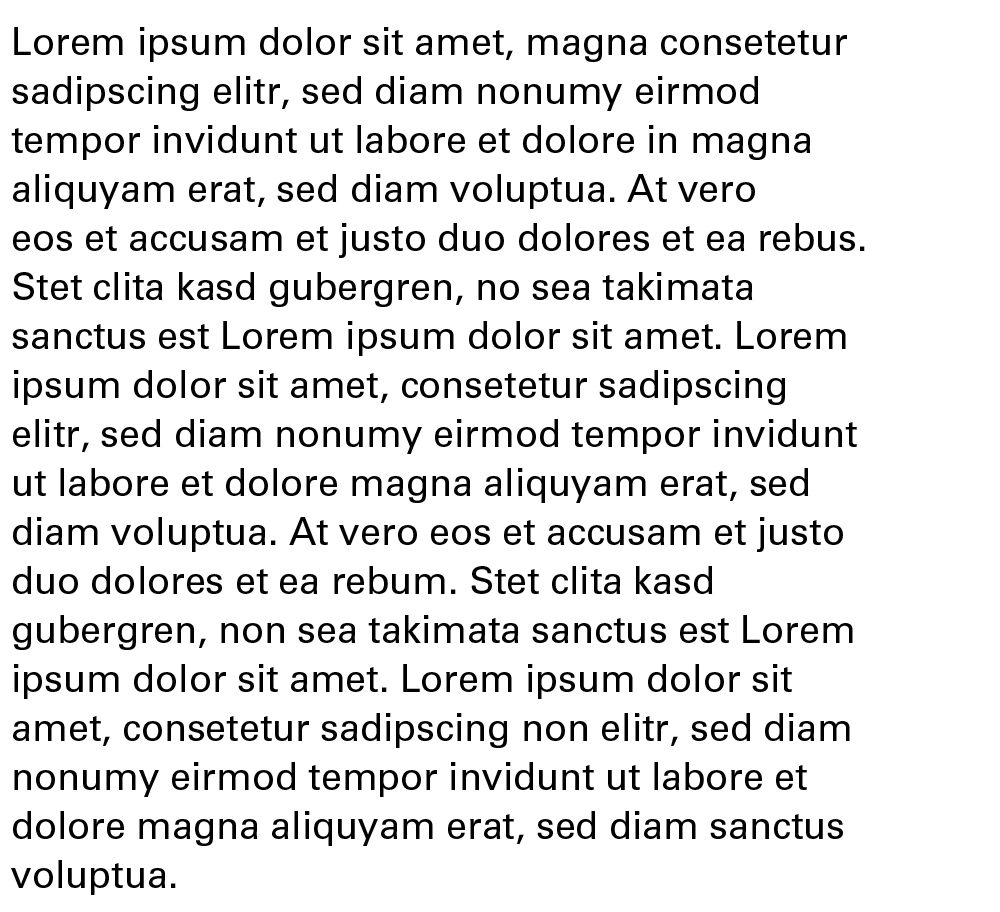 Lorem ipsum dolor sit amet, magna consetetur
sadipscing elitr, sed diam nonumy eirmod
tempor invidunt ut labore et dolore in magna
aliquyam erat, sed diam voluptua. At vero
eos et accusam et justo duo dolores et ea rebus.
Stet clita kasd gubergren, no sea takimata
sanctus est Lorem ipsum dolor sit amet. Lorem
ipsum dolor sit amet, consetetur sadipscing
elitr, sed diam nonumy eirmod tempor invidunt
ut labore et dolore magna aliquyam erat, sed
diam voluptua. At vero eos et accusam et justo
duo dolores et ea rebum. Stet clita kasd
gubergren, non sea takimata sanctus est Lorem
ipsum dolor sit amet. Lorem ipsum dolor sit
amet, consetetur sadipscing non elitr, sed diam
nonumy eirmod tempor invidunt ut labore et
dolore magna aliquyam erat, sed diam sanctus
voluptua.